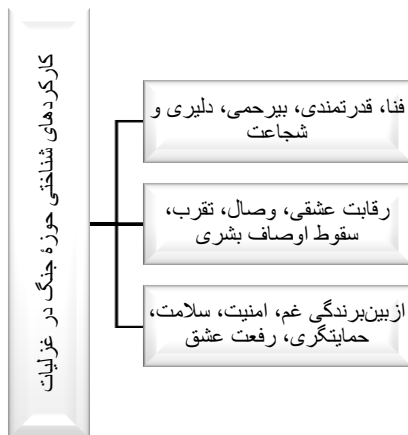 کارکردهای شناختی حوزهٔ جنگ در غزلیات
فنا، قدرتمندی، بیرحمی، دلیری و
شجاعت
رقابت عشقی، وصال، تقرب،
سقوط اوصاف بشری
ازبین‌برندگی غم، امنیت، سلامت،
حمایتگری، رفعت عشق